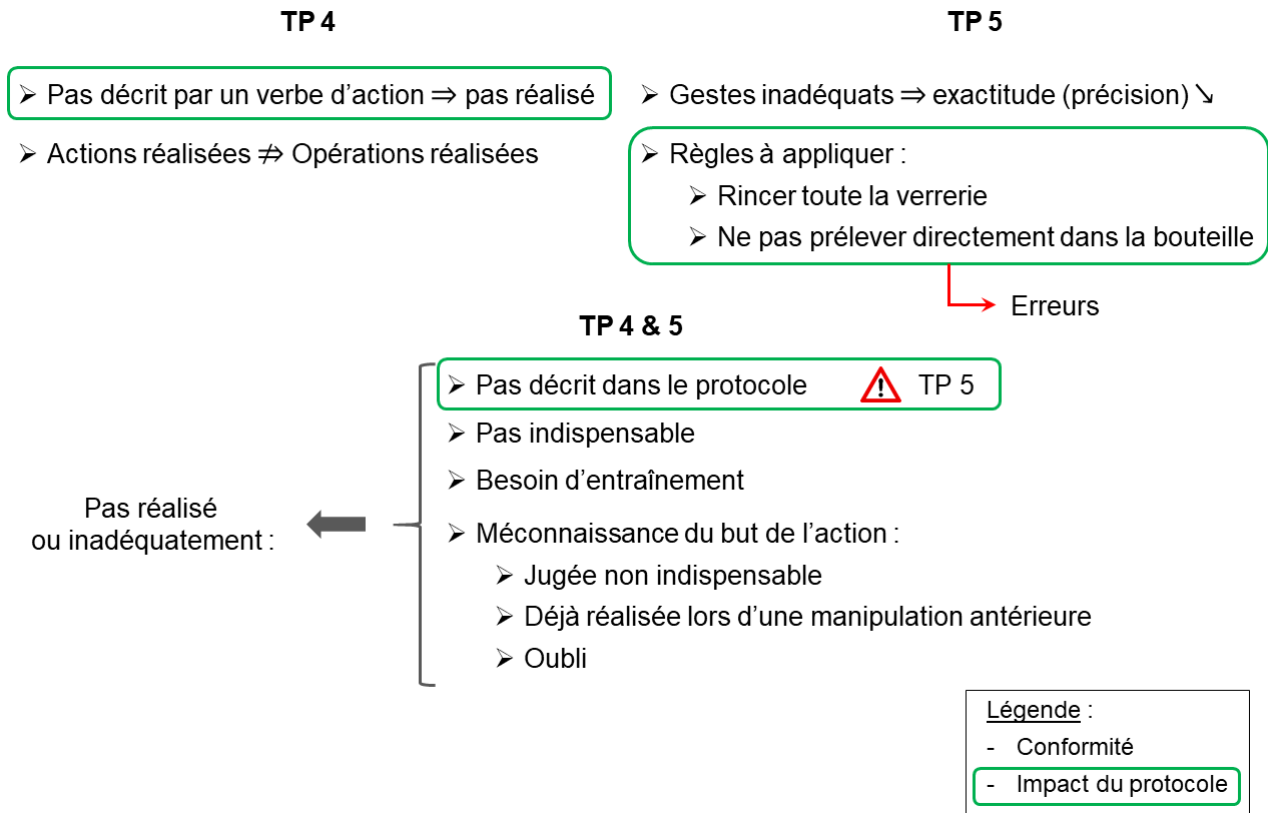 TP 4
➢ Pas décrit par un verbe d’action ⇒ pas réalisé
➢ Actions réalisées ⇏ Opérations réalisées
TP 5
➢ Gestes inadéquats ⇒ exactitude (précision) ↘
➢ Règles à appliquer :
➢ Rincer toute la verrerie
➢ Ne pas prélever directement dans la bouteille
Erreurs
TP 4 & 5
Pas réalisé
ou inadéquatement :
➢ Pas décrit dans le protocole ⚠ TP 5
➢ Pas indispensable
➢ Besoin d’entraînement
➢ Méconnaissance du but de l’action :
➢ Jugée non indispensable
➢ Déjà réalisée lors d’une manipulation antérieure
➢ Oubli
Légende :
- Conformité
- Impact du protocole